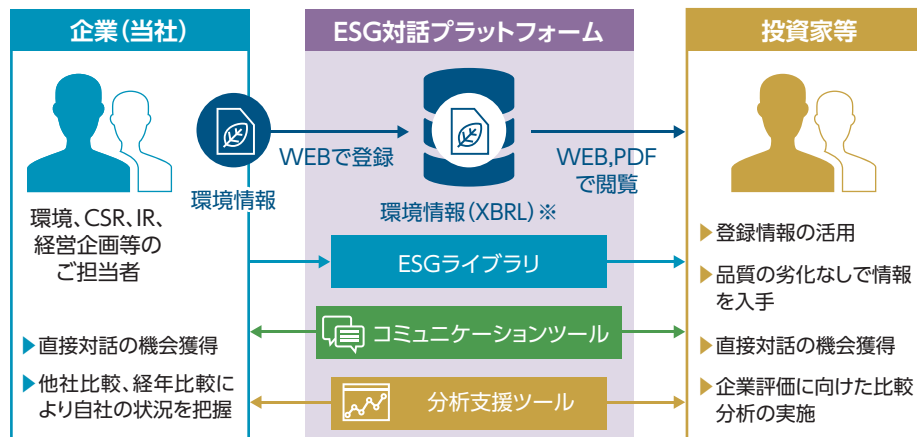 企業（当社）
環境情報
環境、CSR、IR、
経営企画等の
ご担当者
▶直接対話の機会獲得
▶他社比較、経年比較に
より自社の状況を把握
ESG対話プラットフォーム
WEBで登録
WEB,PDF
で閲覧
環境情報（XBRL）※
ESGライブラリ
コミュニケーションツール
分析支援ツール
投資家等
▶登録情報の活用
▶品質の劣化なしで情報
を入手
▶直接対話の機会獲得
▶企業評価に向けた比較
分析の実施